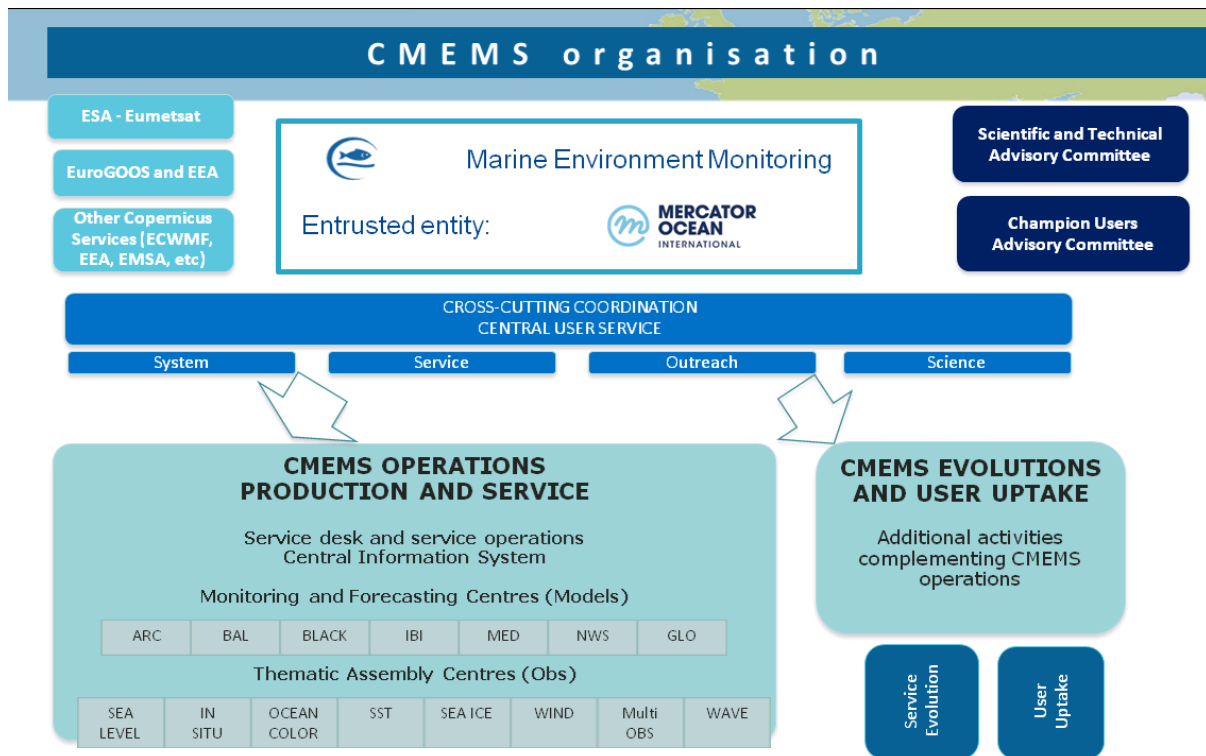 CMEMS organisation
ESA - Eumetsat
EuroGOOS and EEA
Other Copernicus
Services (ECWMF,
EEA, EMSA, etc)
Marine Environment Monitoring
Entrusted entity:
MERCATOR
OCEAN
INTERNATIONAL
Scientific and Technical
Advisory Committee
Champion Users
Advisory Committee
CROSS-CUTTING COORDINATION
CENTRAL USER SERVICE
System
Service
Outreach
Science
CMEMS OPERATIONS
PRODUCTION AND SERVICE
Service desk and service operations
Central Information System
Monitoring and Forecasting Centres (Models)
ARC
BAL
BLACK
IBI
MED
NWS
GLO
Thematic Assembly Centres (Obs)
SEA
LEVEL
IN
SITU
OCEAN
COLOR
SST
SEA ICE
WIND
Multi
OBS
WAVE
CMEMS EVOLUTIONS
AND USER UPTAKE
Additional activities
complementing CMEMS
operations
Service
Evolution
User
Uptake